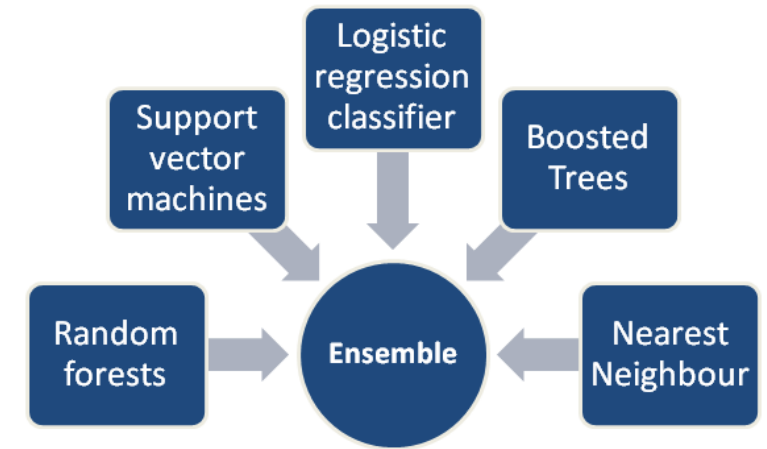 Logistic
regression
classifier
Support
vector
machines
Boosted
Trees
Random
forests
Ensemble
Nearest
Neighbour